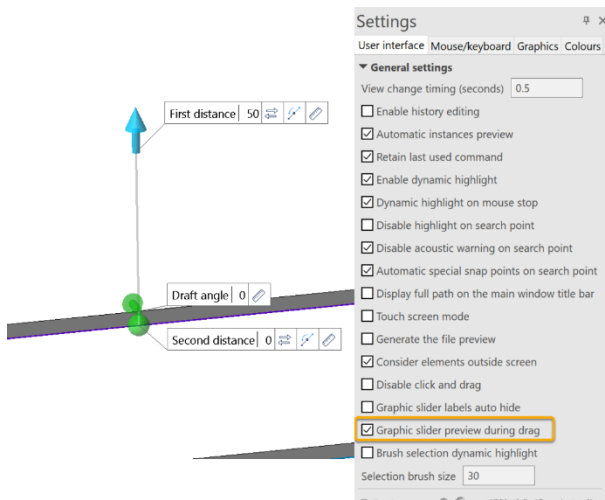 First distance 50
Draft angle 0
Second distance 0
Settings
User interface Mouse/keyboard Graphics Colours
General settings
View change timing (seconds) 0.5
Enable history editing
Automatic instances preview
Retain last used command
Enable dynamic highlight
Dynamic highlight on mouse stop
Disable highlight on search point
Disable acoustic warning on search point
Automatic special snap points on search point
Display full path on the main window title bar
Touch screen mode
Generate the file preview
Consider elements outside screen
Disable click and drag
Graphic slider labels auto hide
Graphic slider preview during drag
Brush selection dynamic highlight
Selection brush size 30